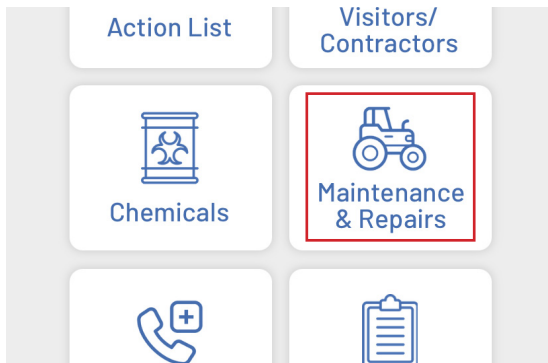 Action List
Visitors/
Contractors
Chemicals
Maintenance
& Repairs